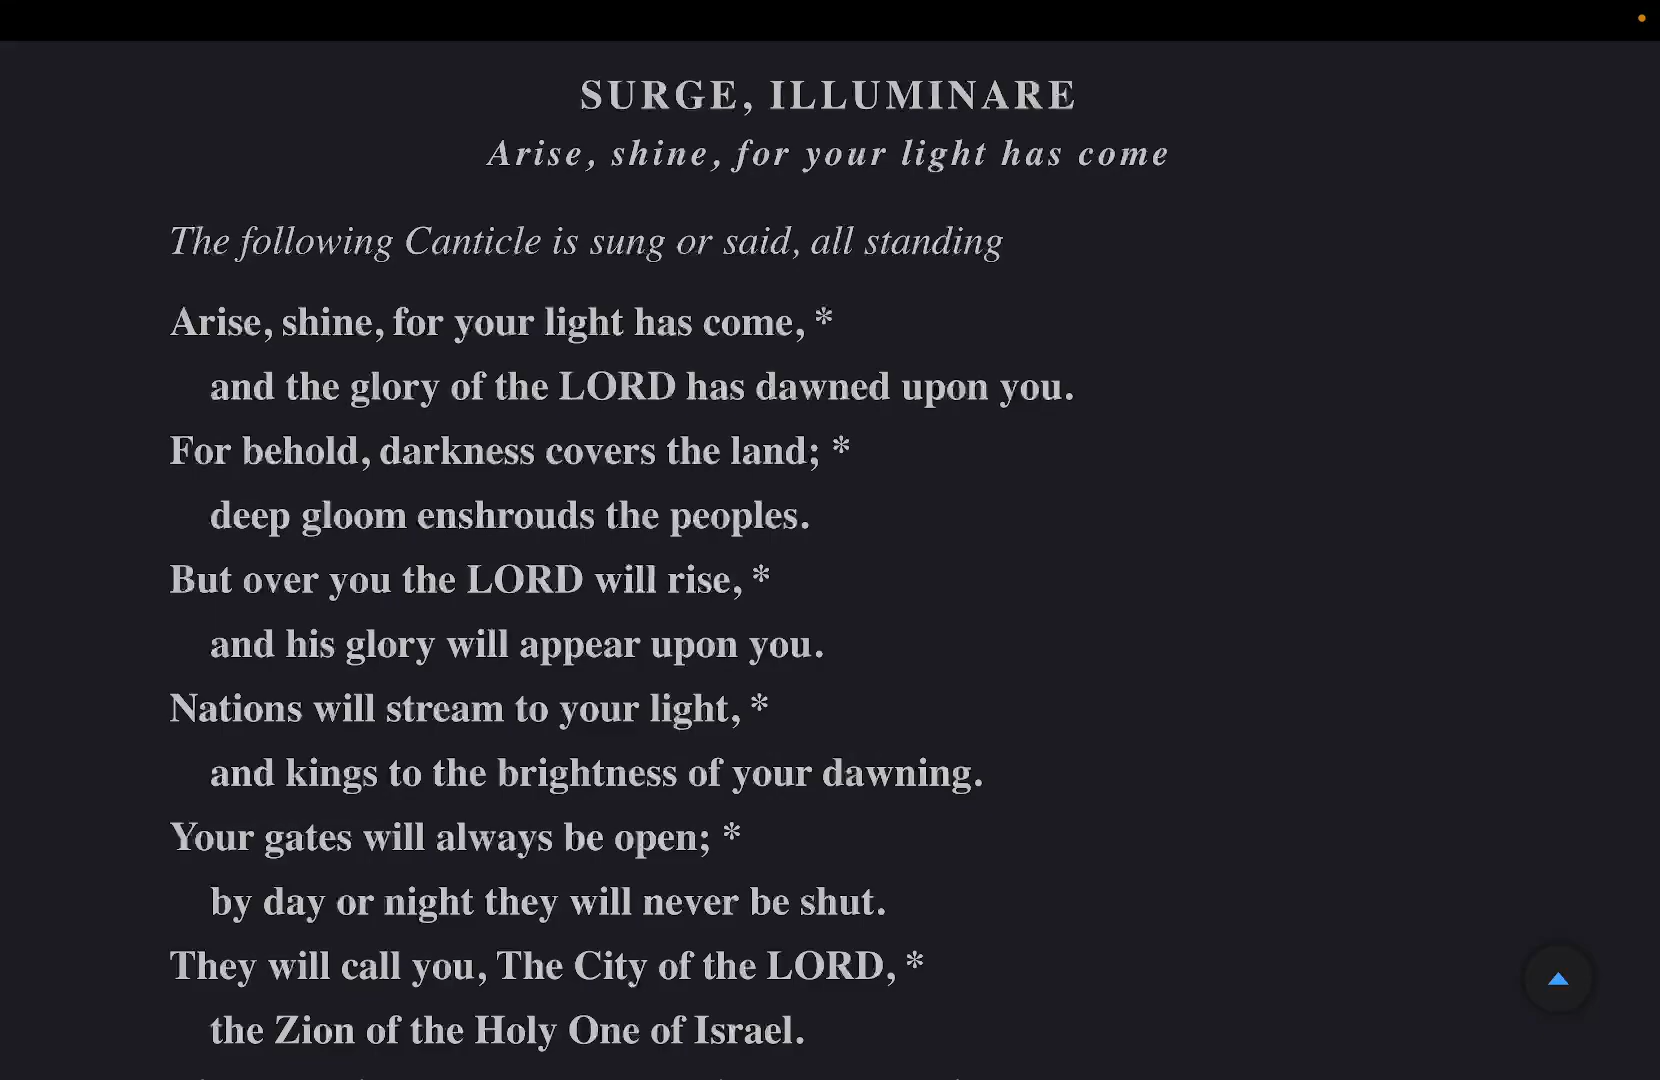 SURGE, ILLUMINARE
Arise, shine, for your light has come
The following Canticle is sung or said, all standing
Arise, shine, for your light has come, *
and the glory of the LORD has dawned upon you.
For behold, darkness covers the land; *
deep gloom enshrouds the peoples.
But over you the LORD will rise, *
and his glory will appear upon you.
Nations will stream to your light, *
and kings to the brightness of your dawning.
Your gates will always be open; *
by day or night they will never be shut.
They will call you, The City of the LORD, *
the Zion of the Holy One of Israel.